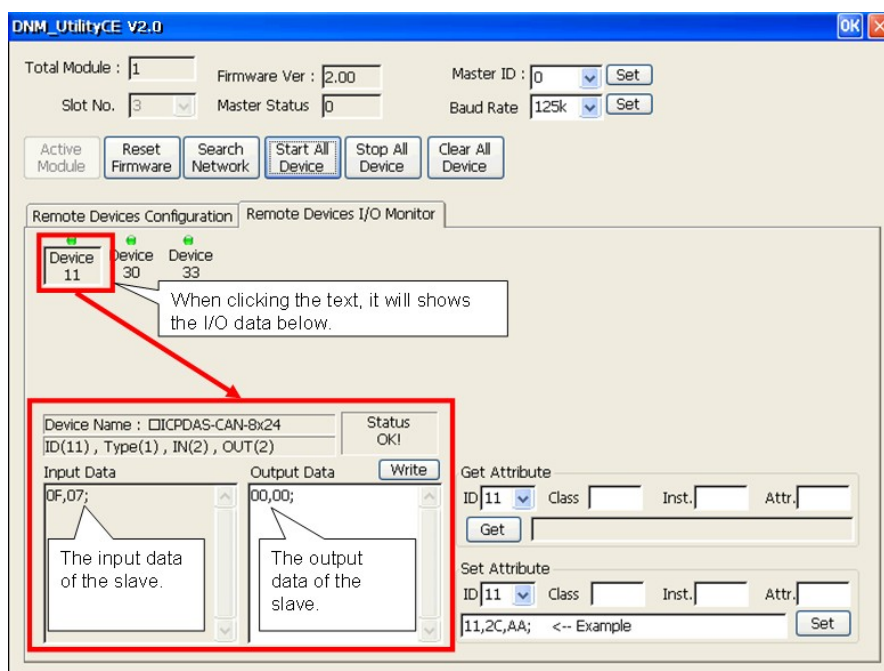 DNM_UtilityCE V2.0
OK
Total Module : 1
Firmware Ver : 2.00
Master ID : 0
Set
Slot No. 3
Master Status 0
Baud Rate 125k
Set
Active Module
Reset Firmware
Search Network
Start All Device
Stop All Device
Clear All Device
Remote Devices Configuration
Remote Devices I/O Monitor
Device 11
Device 30
Device 33
When clicking the text, it will shows
the I/O data below.
Device Name : □ICPDAS-CAN-8x24
Status
OK!
ID(11) , Type(1) , IN(2) , OUT(2)
Input Data
Output Data
Write
0F,07;
00,00;
The input data
of the slave.
The output
data of the
slave.
Get Attribute
ID 11 Class Inst. Attr.
Get
Set Attribute
ID 11 Class Inst. Attr.
11,2C,AA; <-- Example
Set